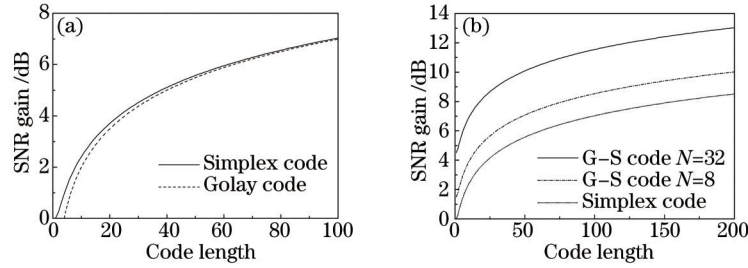 (a)
8
6
4
2
0
SNR gain /dB
Simplex code
Golay code
0 20 40 60 80 100
Code length
(b)
14
12
10
8
6
4
2
0
SNR gain /dB
G-S code N=32
G-S code N=8
Simplex code
0 50 100 150 200
Code length